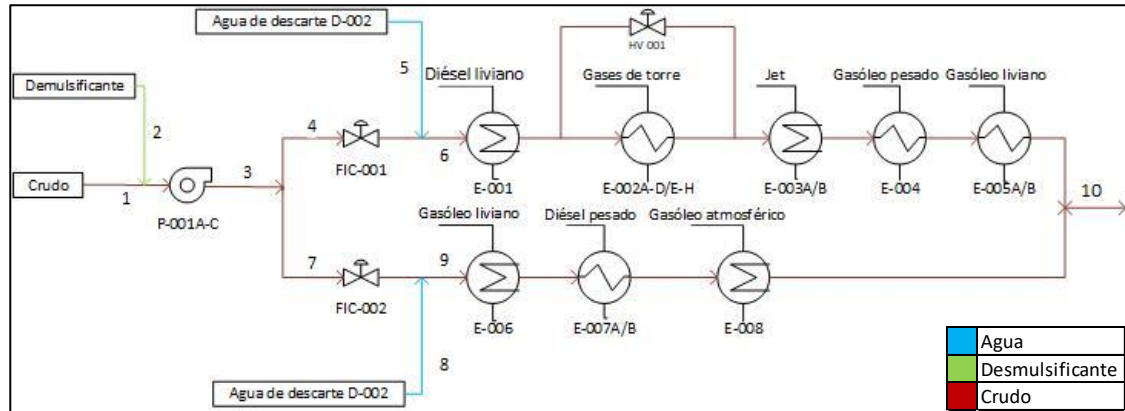 Agua de descarte D-002
HV 001
5
Diésel liviano
Gases de torre
Jet
Gasóleo pesado
Gasóleo liviano
Demulsificante
2
4
6
FIC-001
E-001
E-002A-D/E-H
E-003A/B
E-004
E-005A/B
Crudo
1
3
P-001A-C
10
Gasóleo liviano
Diésel pesado
Gasóleo atmosférico
7
9
FIC-002
E-006
E-007A/B
E-008
8
Agua de descarte D-002
Agua
Desmulsificante
Crudo